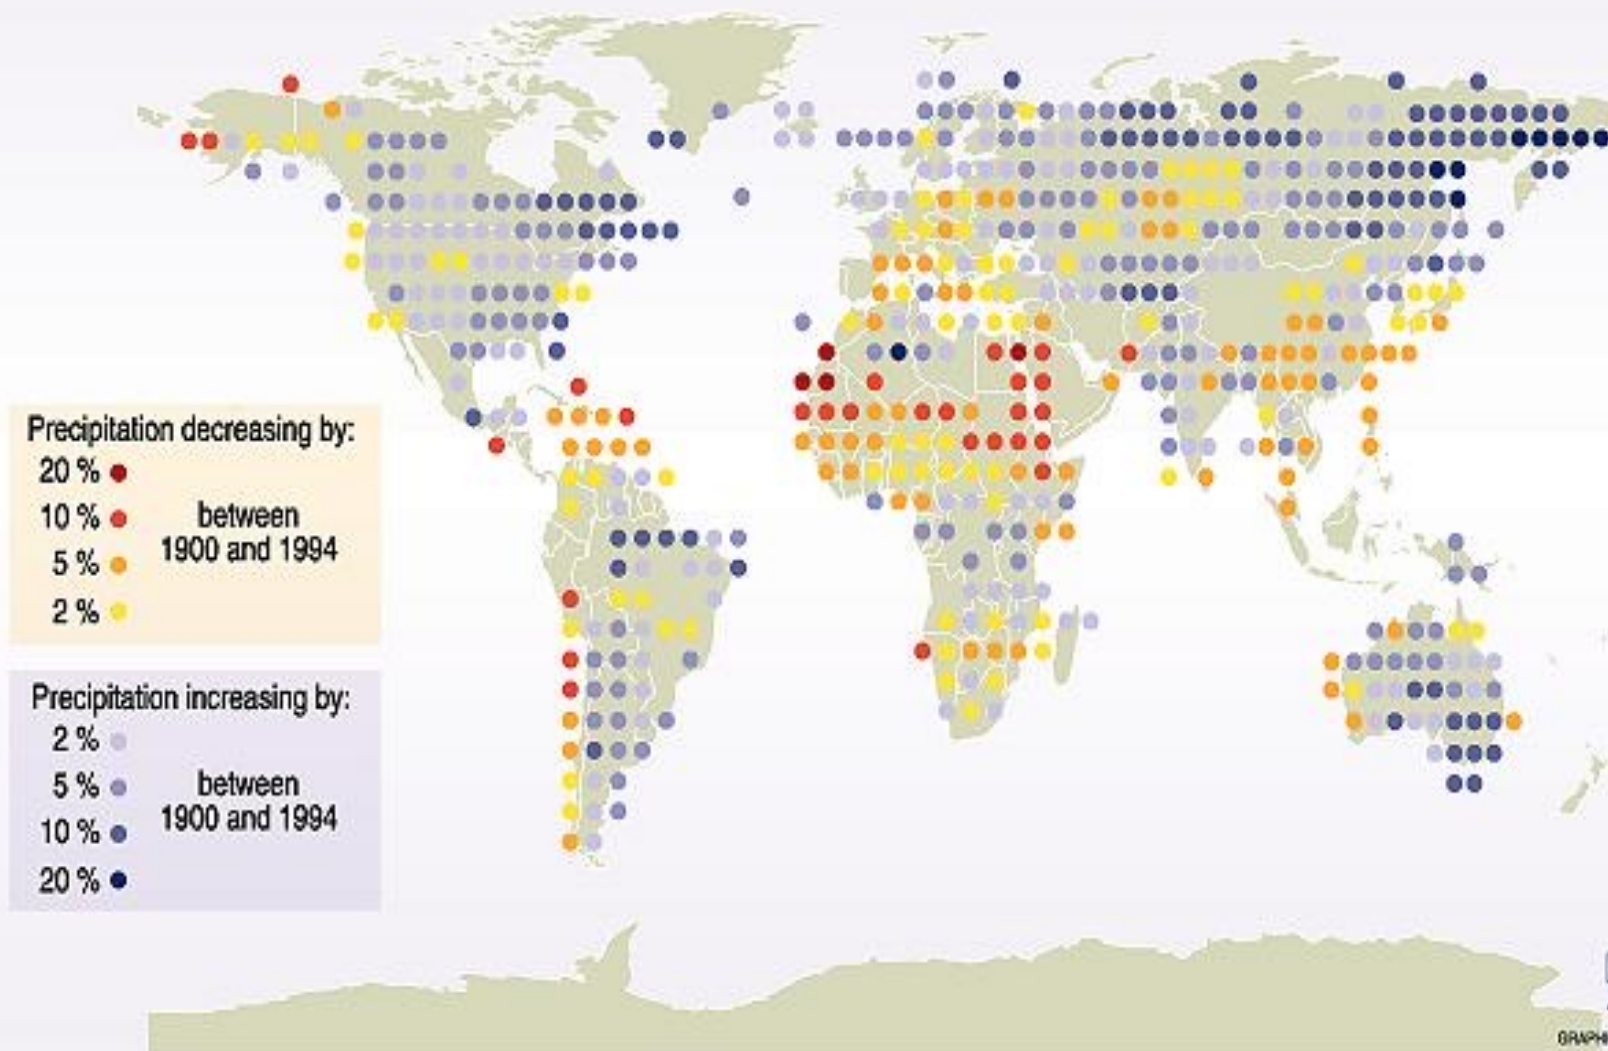 Precipitation decreasing by:
20 %
10 %
5 %
2 %
between
1900 and 1994
Precipitation increasing by:
2 %
5 %
10 %
20 %
between
1900 and 1994